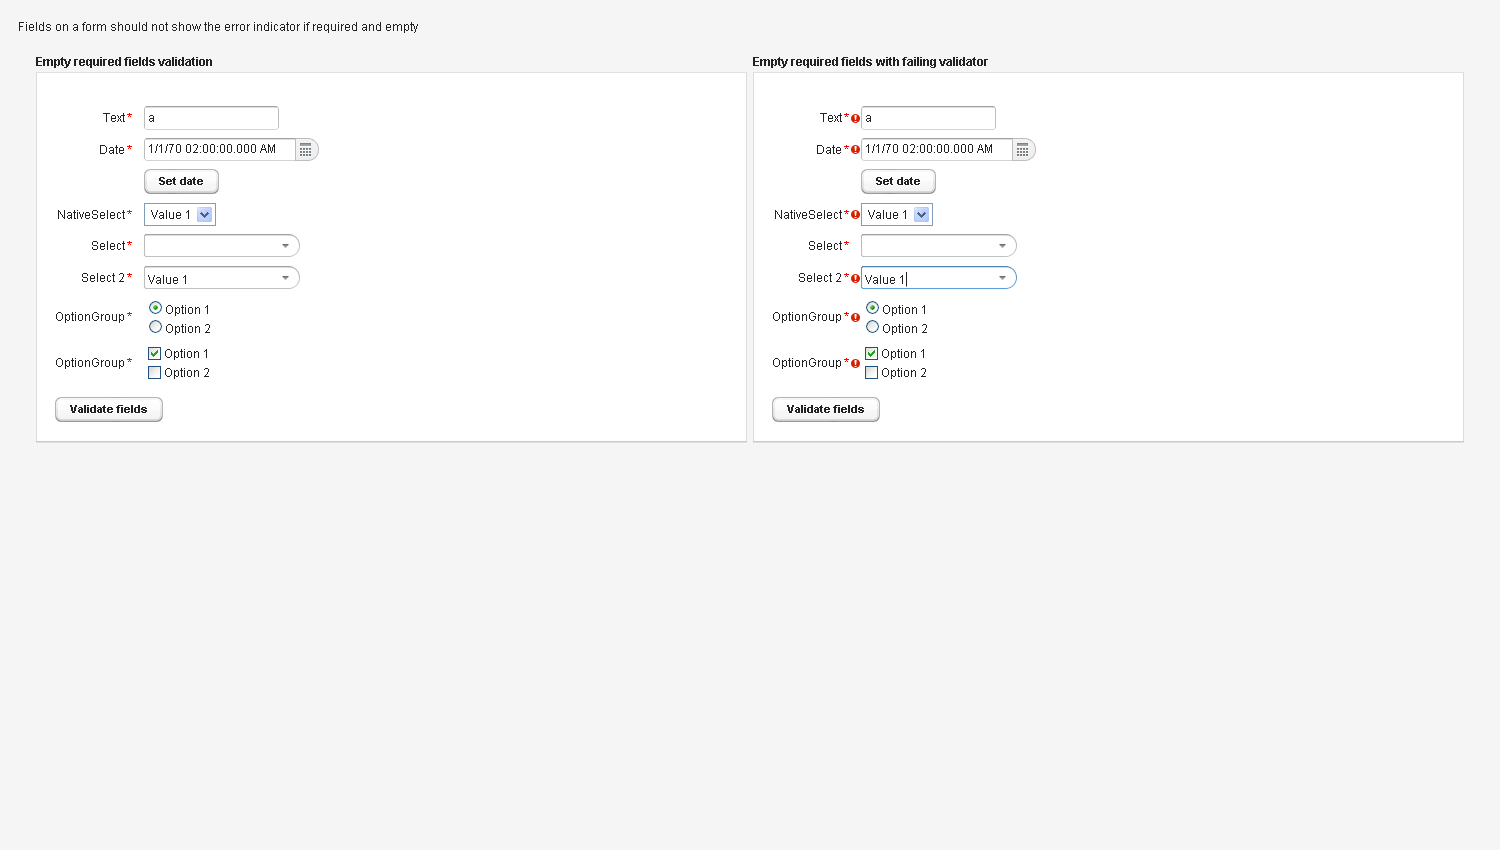 Fields on a form should not show the error indicator if required and empty
Empty required fields validation
Text*
a
Date*
1/1/70 02:00:00.000 AM
Set date
NativeSelect*
Value 1
Select*
Select 2*
Value 1
OptionGroup*
Option 1
Option 2
OptionGroup*
Option 1
Option 2
Validate fields
Empty required fields with failing validator
Text*
a
Date*
1/1/70 02:00:00.000 AM
Set date
NativeSelect*
Value 1
Select*
Select 2*
Value 1
OptionGroup*
Option 1
Option 2
OptionGroup*
Option 1
Option 2
Validate fields